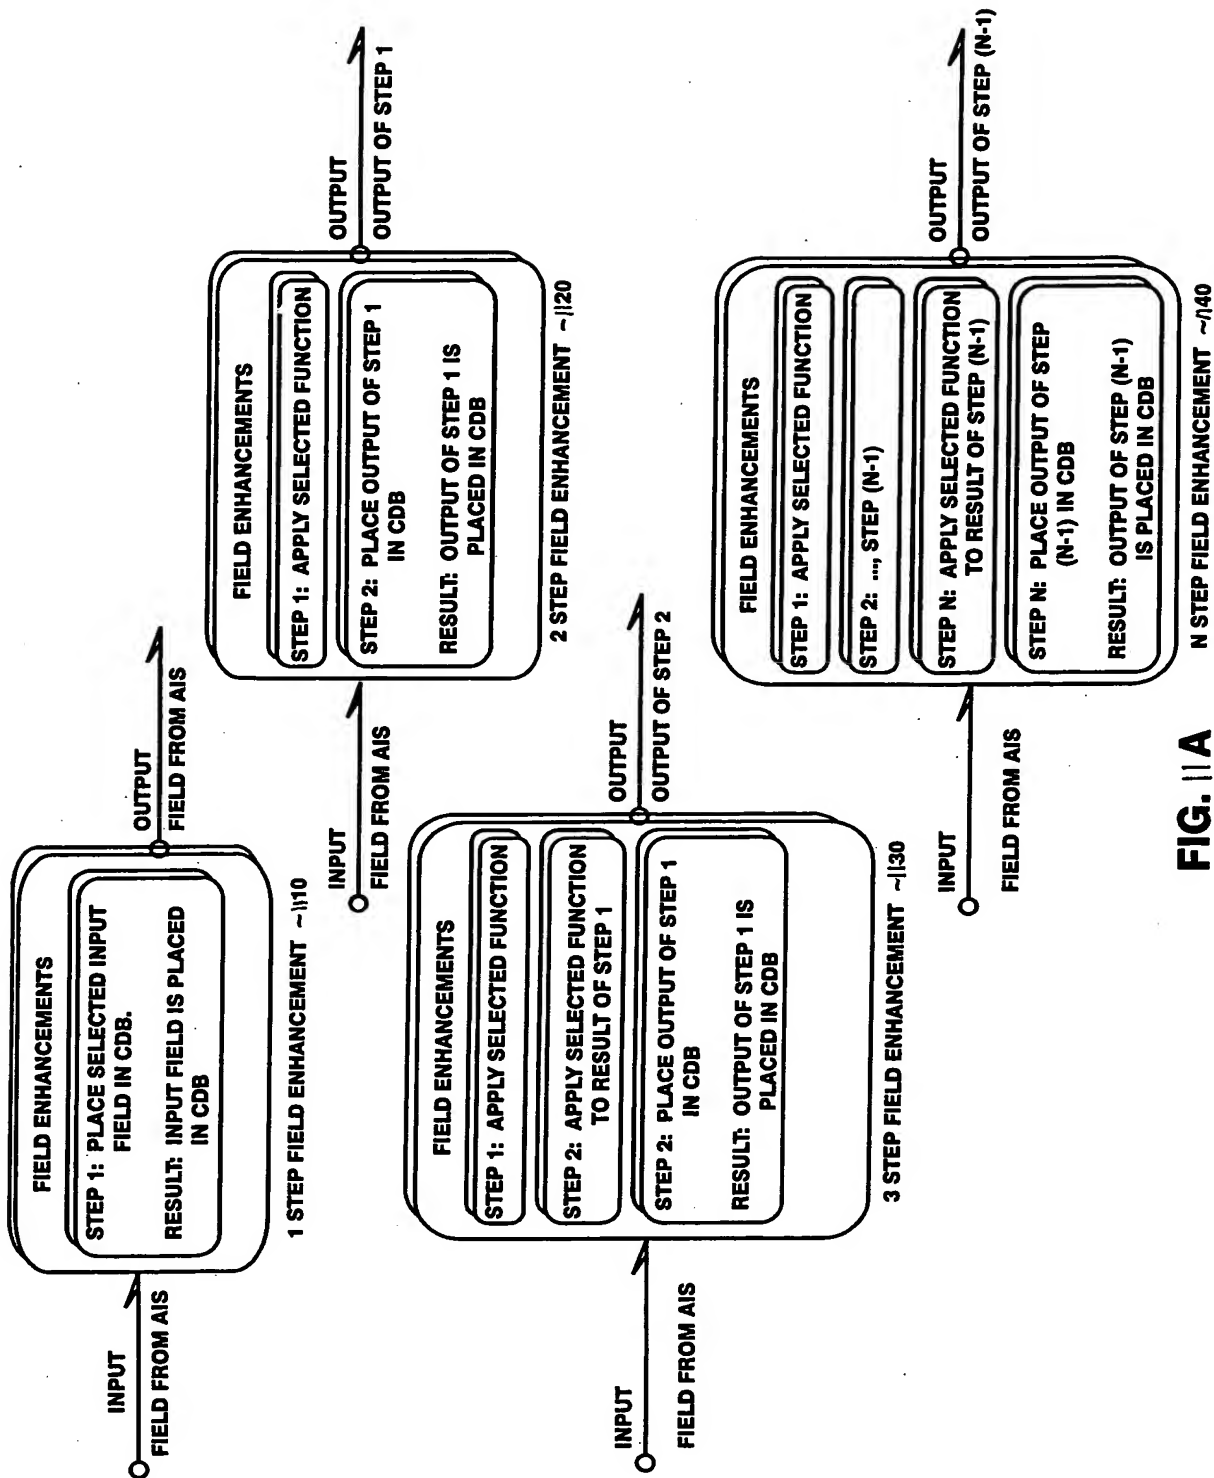 INPUT
FIELD FROM AIS
FIELD ENHANCEMENTS
STEP 1: PLACE SELECTED INPUT
FIELD IN CDB.
RESULT: INPUT FIELD IS PLACED
IN CDB
1 STEP FIELD ENHANCEMENT ~1110
OUTPUT
FIELD FROM AIS
INPUT
FIELD FROM AIS
FIELD ENHANCEMENTS
STEP 1: APPLY SELECTED FUNCTION
STEP 2: PLACE OUTPUT OF STEP 1
IN CDB
RESULT: OUTPUT OF STEP 1 IS
PLACED IN CDB
2 STEP FIELD ENHANCEMENT ~1120
OUTPUT
OUTPUT OF STEP 1
INPUT
FIELD FROM AIS
FIELD ENHANCEMENTS
STEP 1: APPLY SELECTED FUNCTION
STEP 2: APPLY SELECTED FUNCTION
TO RESULT OF STEP 1
STEP 2: PLACE OUTPUT OF STEP 1
IN CDB
RESULT: OUTPUT OF STEP 1 IS
PLACED IN CDB
3 STEP FIELD ENHANCEMENT ~1130
OUTPUT
OUTPUT OF STEP 2
INPUT
FIELD FROM AIS
FIELD ENHANCEMENTS
STEP 1: APPLY SELECTED FUNCTION
STEP 2: ..., STEP (N-1)
STEP N: APPLY SELECTED FUNCTION
TO RESULT OF STEP (N-1)
STEP N: PLACE OUTPUT OF STEP
(N-1) IN CDB
RESULT: OUTPUT OF STEP (N-1)
IS PLACED IN CDB
N STEP FIELD ENHANCEMENT ~1140
OUTPUT
OUTPUT OF STEP (N-1)
FIG. 11A